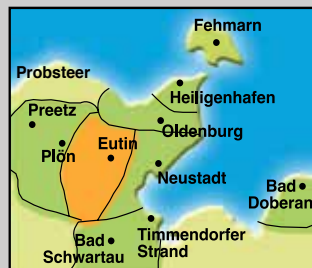 Fehmarn
Probsteer
Heiligenhafen
Preetz
Oldenburg
Plön
Eutin
Neustadt
Bad
Doberan
Timmendorfer
Strand
Bad
Schwartau